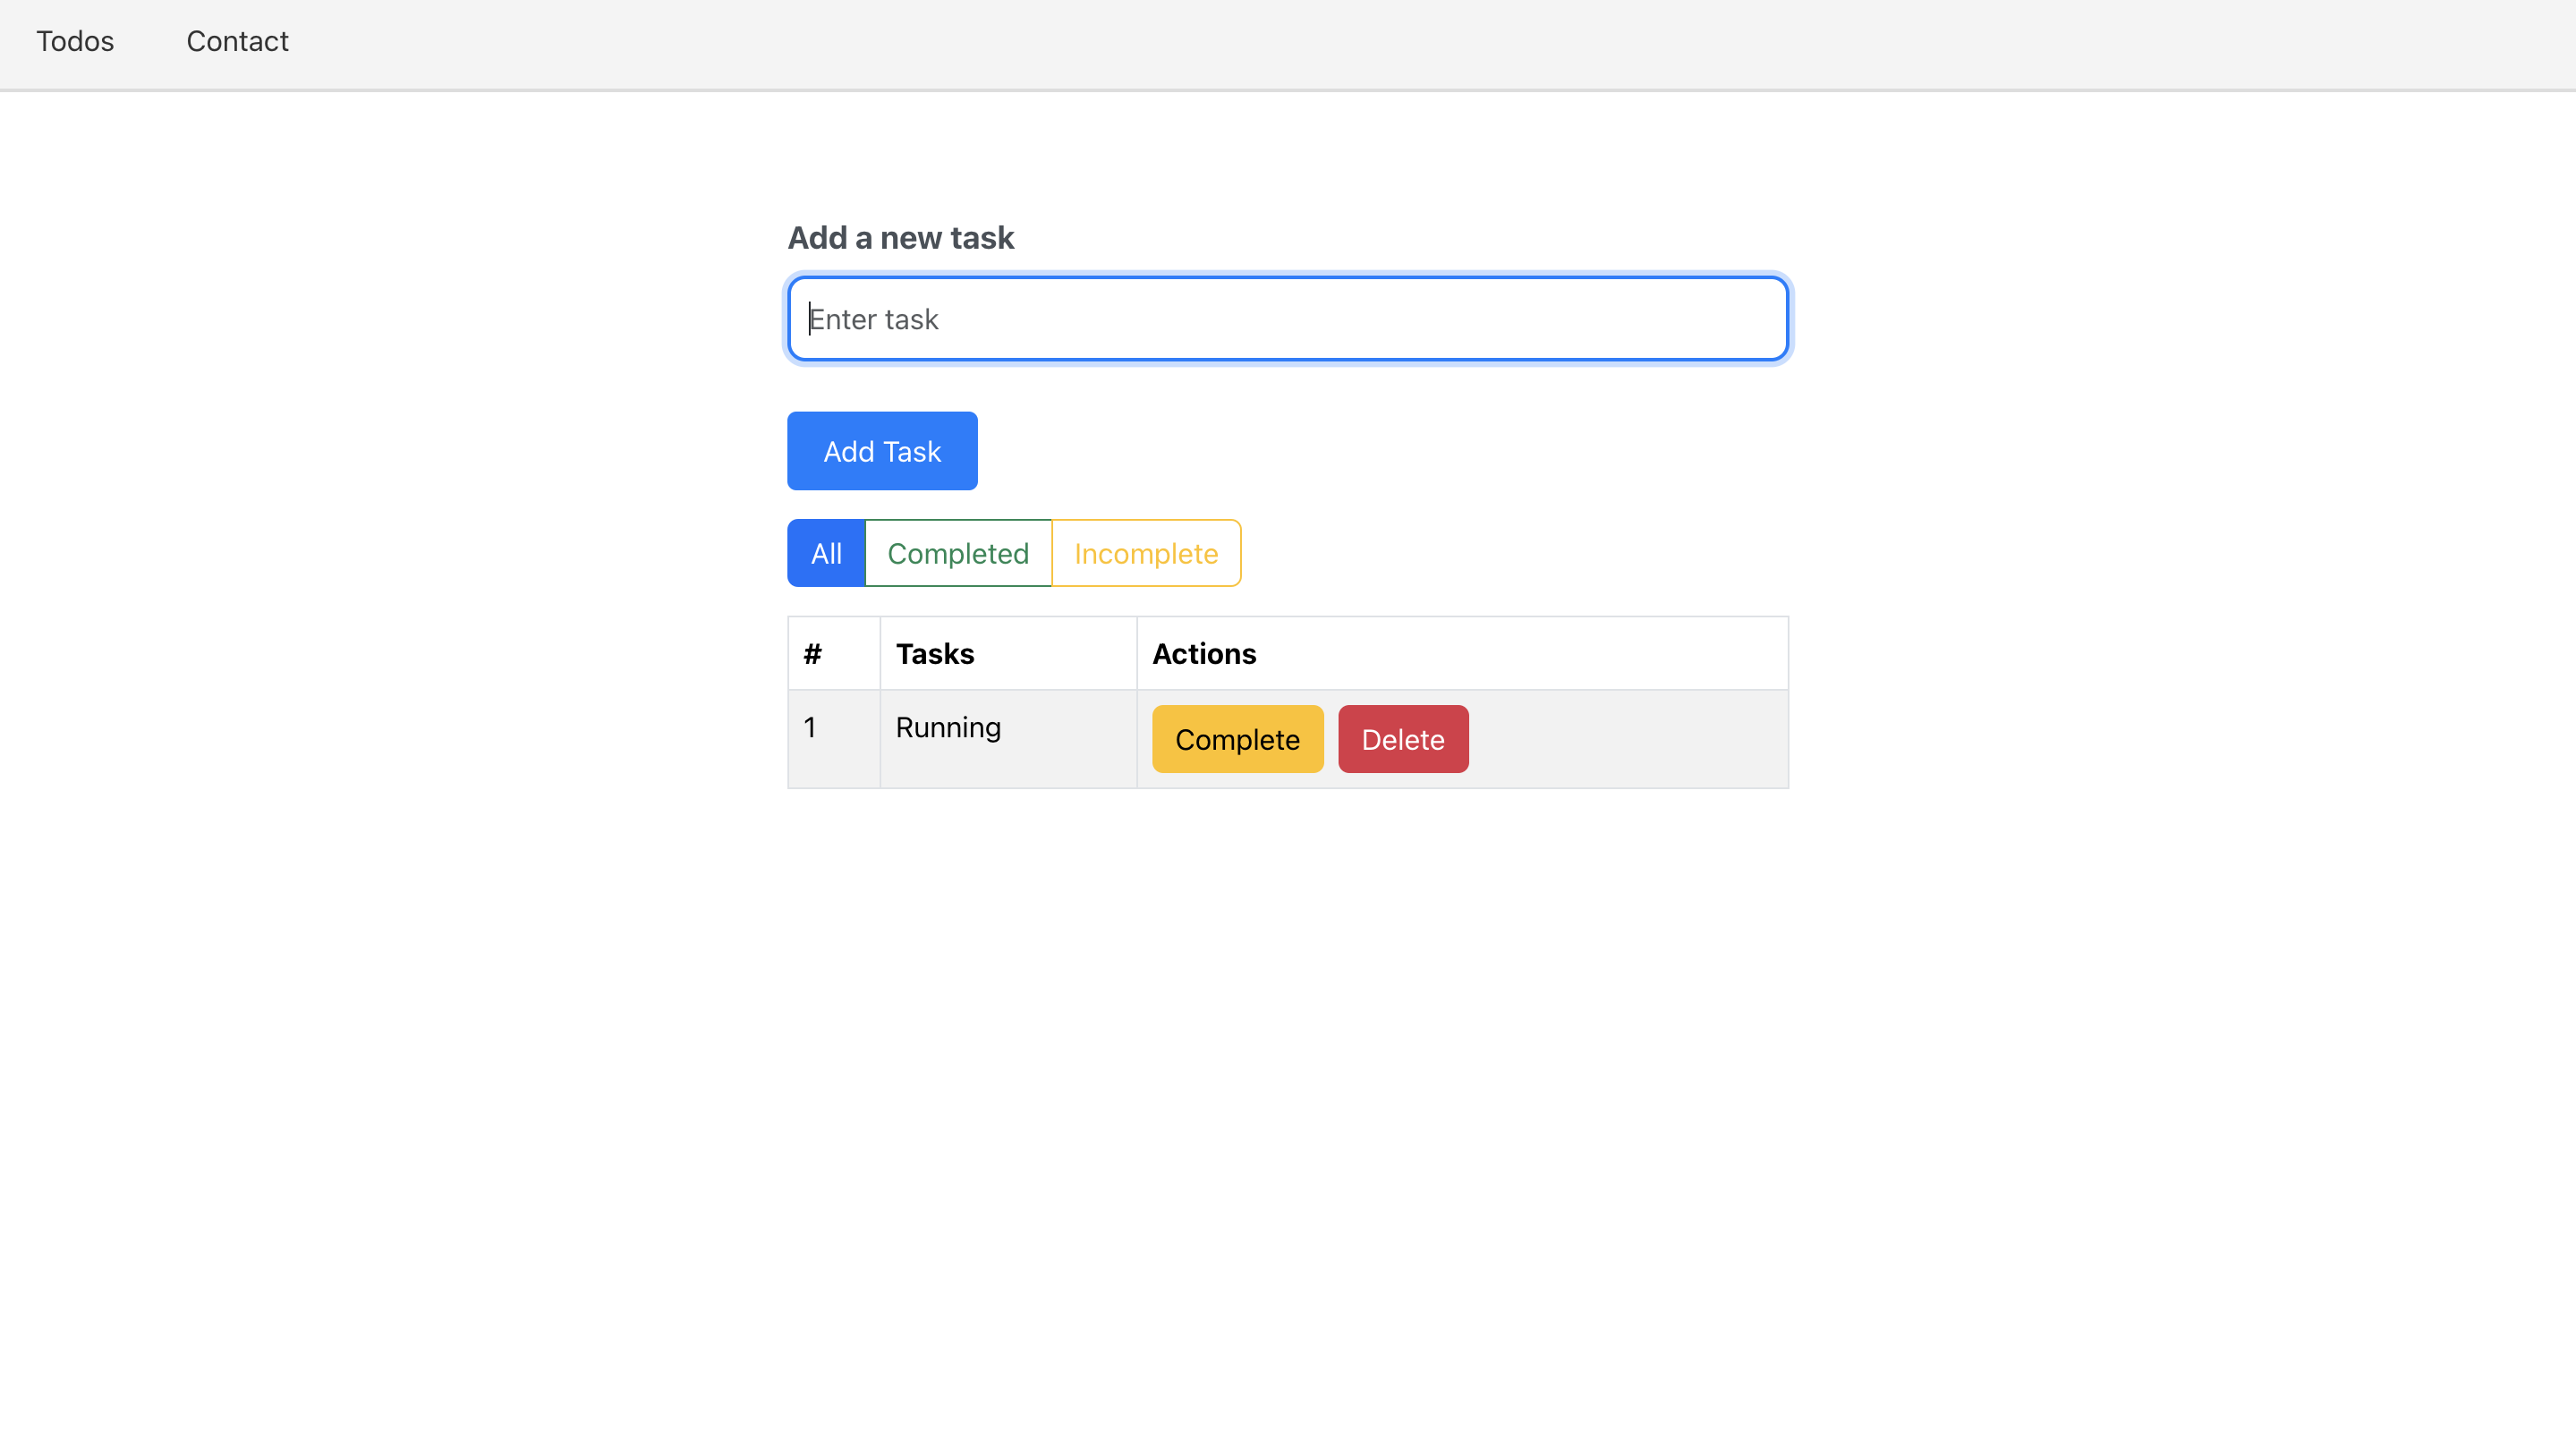 Todos Contact
Add a new task
Enter task
Add Task
All Completed Incomplete
# Tasks Actions
1 Running Complete Delete